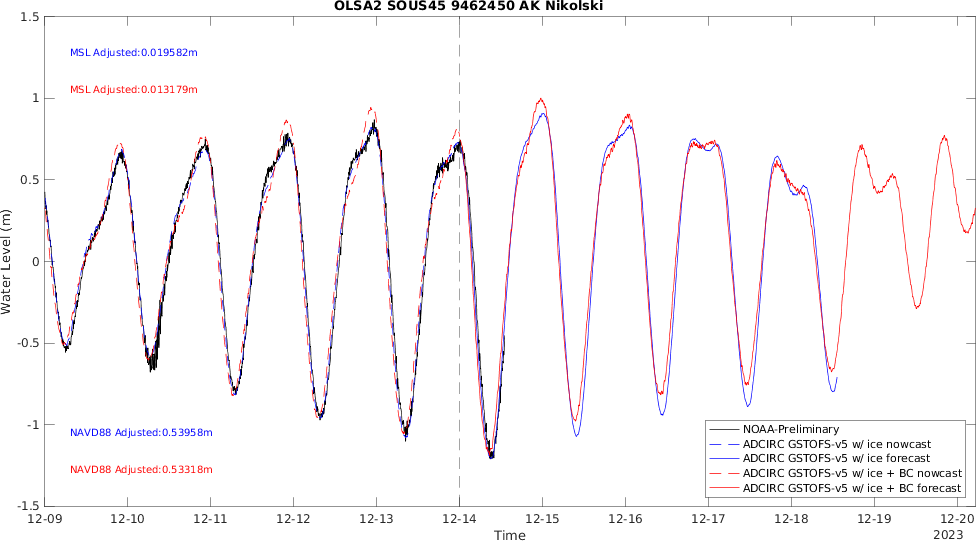 OLSA2 SOUS45 9462450 AK Nikolski
1.5
1
0.5
0
-0.5
-1
-1.5
Water Level (m)
MSL Adjusted:0.019582m
MSL Adjusted:0.013179m
NAVD88 Adjusted:0.53958m
NAVD88 Adjusted:0.53318m
NOAA-Preliminary
ADCIRC GSTOFS-v5 w/ ice nowcast
ADCIRC GSTOFS-v5 w/ ice forecast
ADCIRC GSTOFS-v5 w/ ice + BC nowcast
ADCIRC GSTOFS-v5 w/ ice + BC forecast
12-09 12-10 12-11 12-12 12-13 12-14 12-15 12-16 12-17 12-18 12-19 12-20
Time
2023